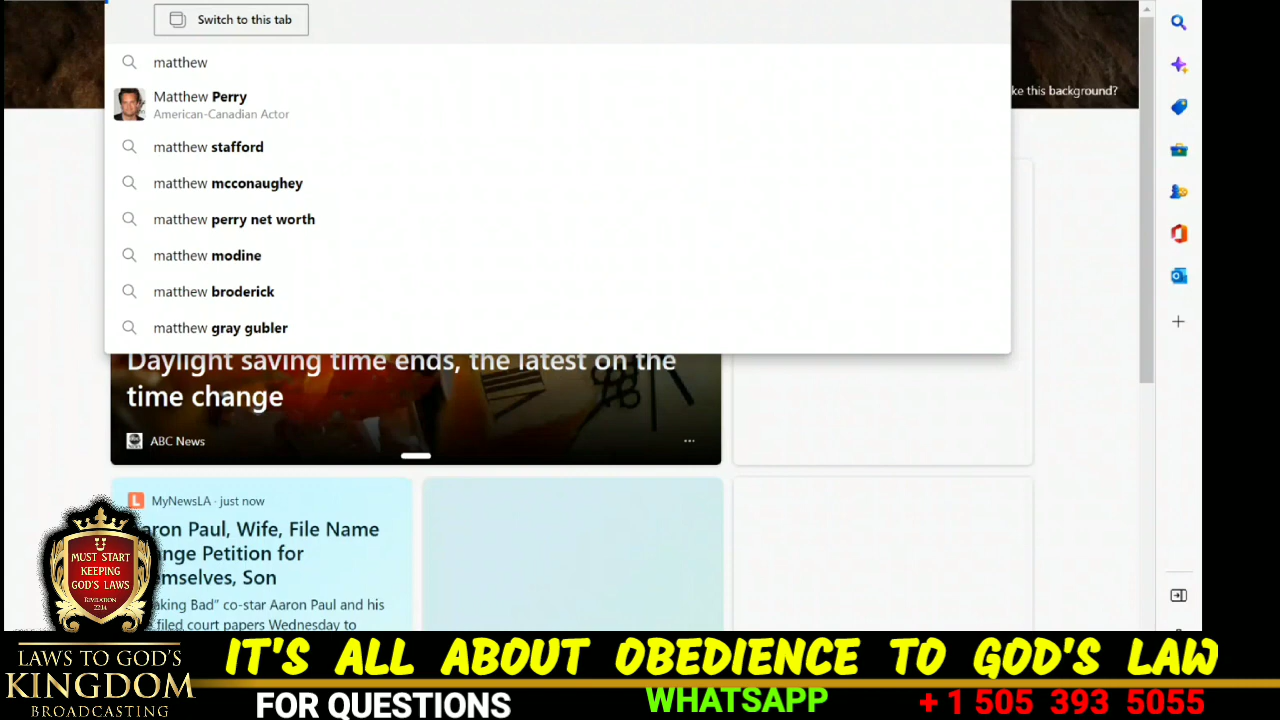 Switch to this tab
matthew
Matthew Perry
American-Canadian Actor
matthew stafford
matthew mcconaughey
matthew perry net worth
matthew modine
matthew broderick
matthew gray gubler
ke this background?
Daylight saving time ends, the latest on the
time change
ABC News
MyNewsLA · just now
aron Paul, Wife, File Name
nge Petition for
emselves, Son
aking Bad" co-star Aaron Paul and his
filed court papers Wednesday to
MUST START
KEEPING
GOD'S LAWS
REVELATION
22:14
LAWS TO GOD'S
KINGDOM
BROADCASTING
IT'S ALL ABOUT OBEDIENCE TO GOD'S LAW
FOR QUESTIONS
WHATSAPP
+ 1 505 393 5055